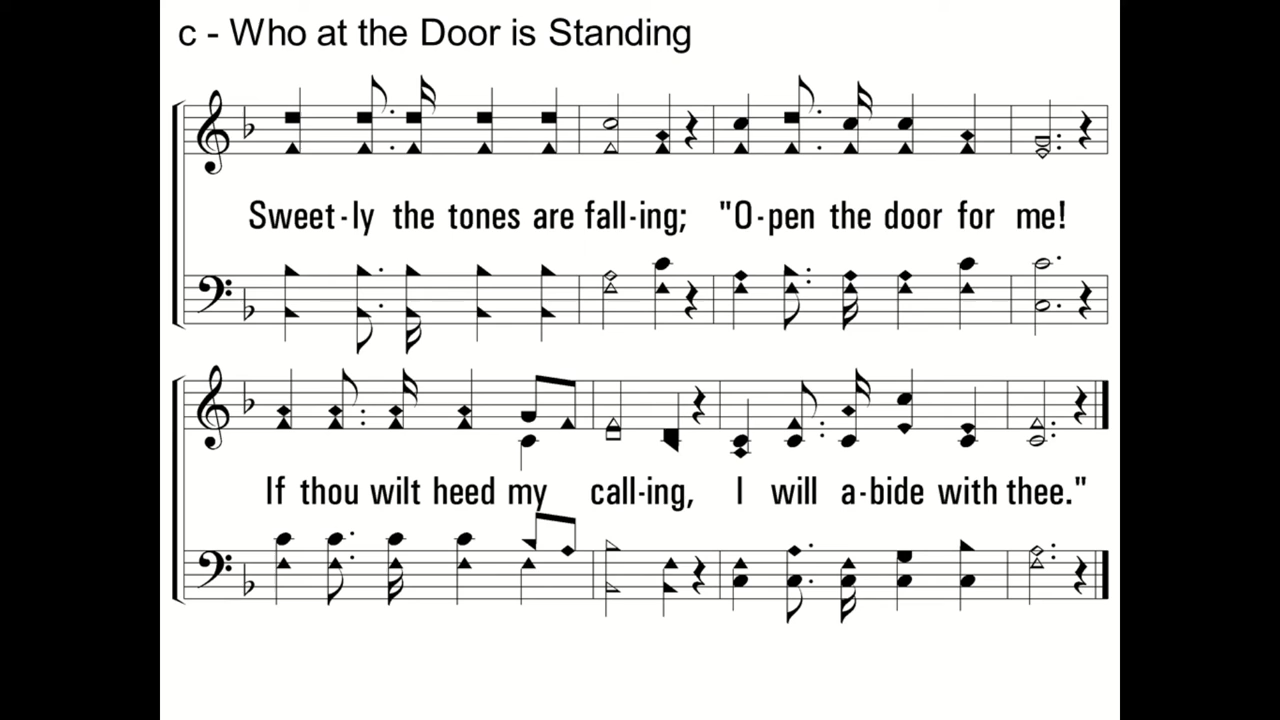 c - Who at the Door is Standing
Sweet-ly the tones are fall-ing; "O-pen the door for me!
If thou wilt heed my call-ing, I will a-bide with thee."